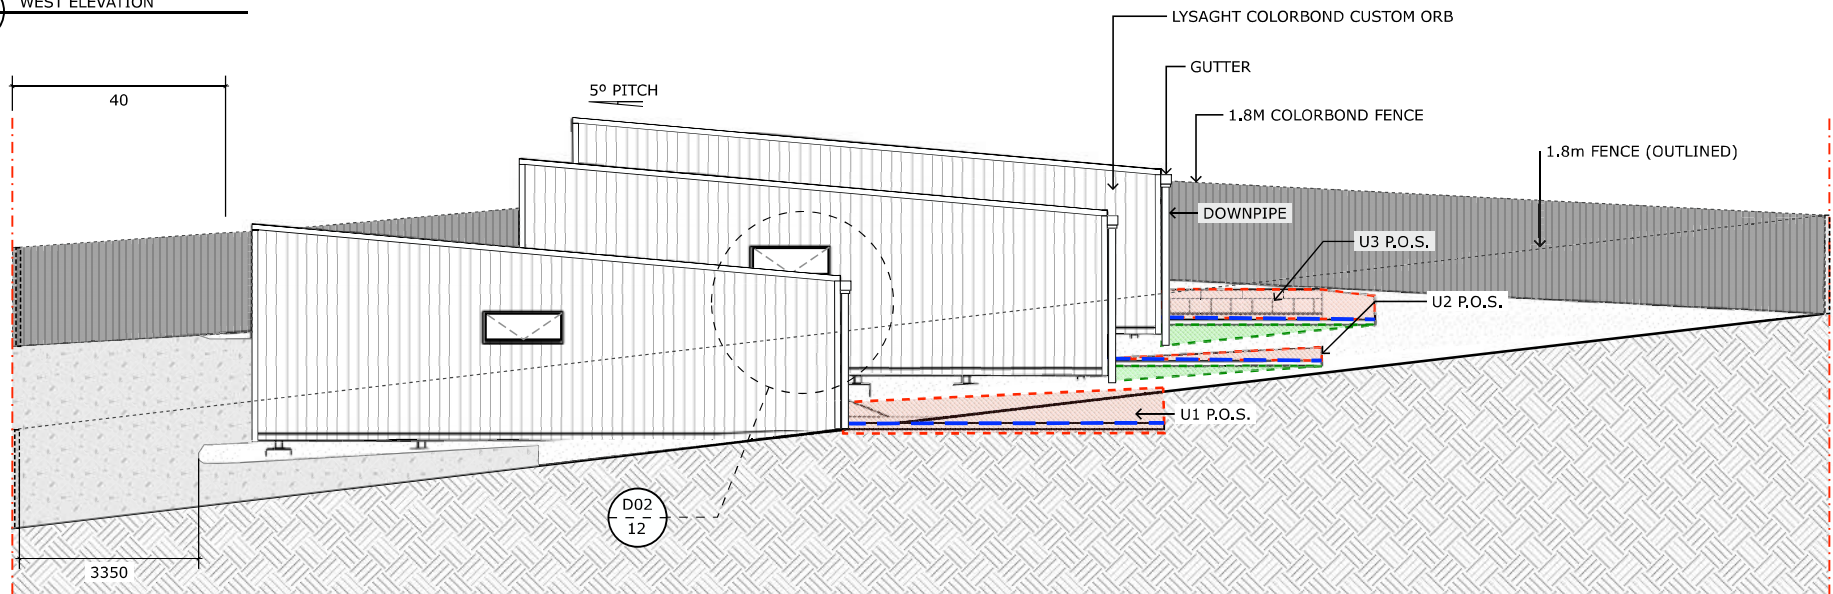 WEST ELEVATION
LYSAGHT COLORBOND CUSTOM ORB
GUTTER
5º PITCH
40
1.8M COLORBOND FENCE
1.8m FENCE (OUTLINED)
DOWNPIPE
U3 P.O.S.
U2 P.O.S.
U1 P.O.S.
D02
12
3350